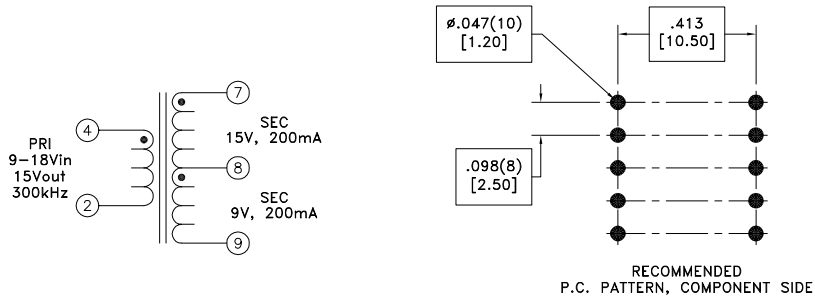 4
2
PRI
9-18Vin
15Vout
300kHz
7
SEC
15V, 200mA
8
SEC
9V, 200mA
9
ø.047(10)
[1.20]
.413
[10.50]
.098(8)
[2.50]
RECOMMENDED
P.C. PATTERN, COMPONENT SIDE